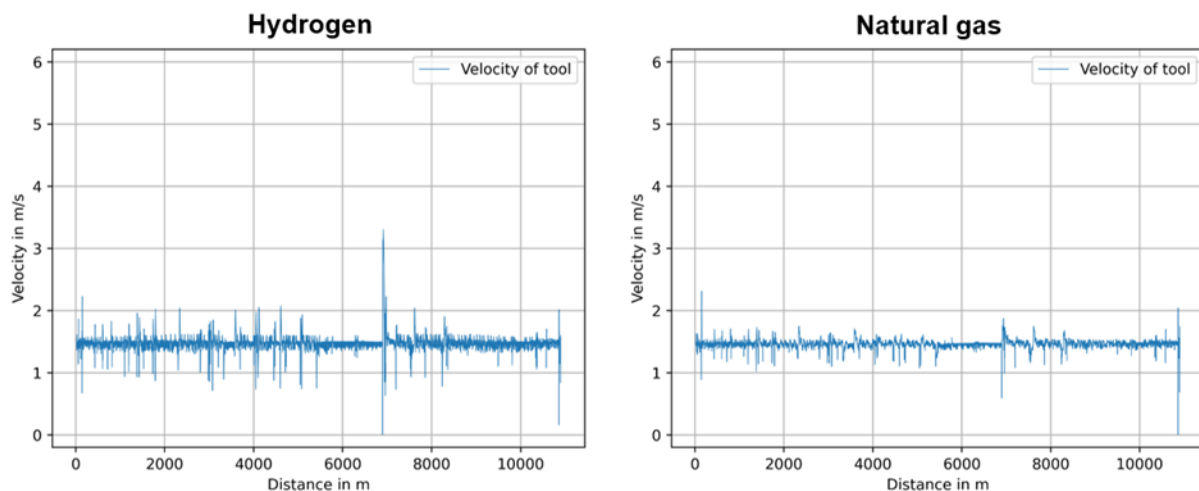 Hydrogen
Velocity of tool
6
5
4
3
2
1
0
Velocity in m/s
0 2000 4000 6000 8000 10000
Distance in m
Natural gas
Velocity of tool
6
5
4
3
2
1
0
Velocity in m/s
0 2000 4000 6000 8000 10000
Distance in m